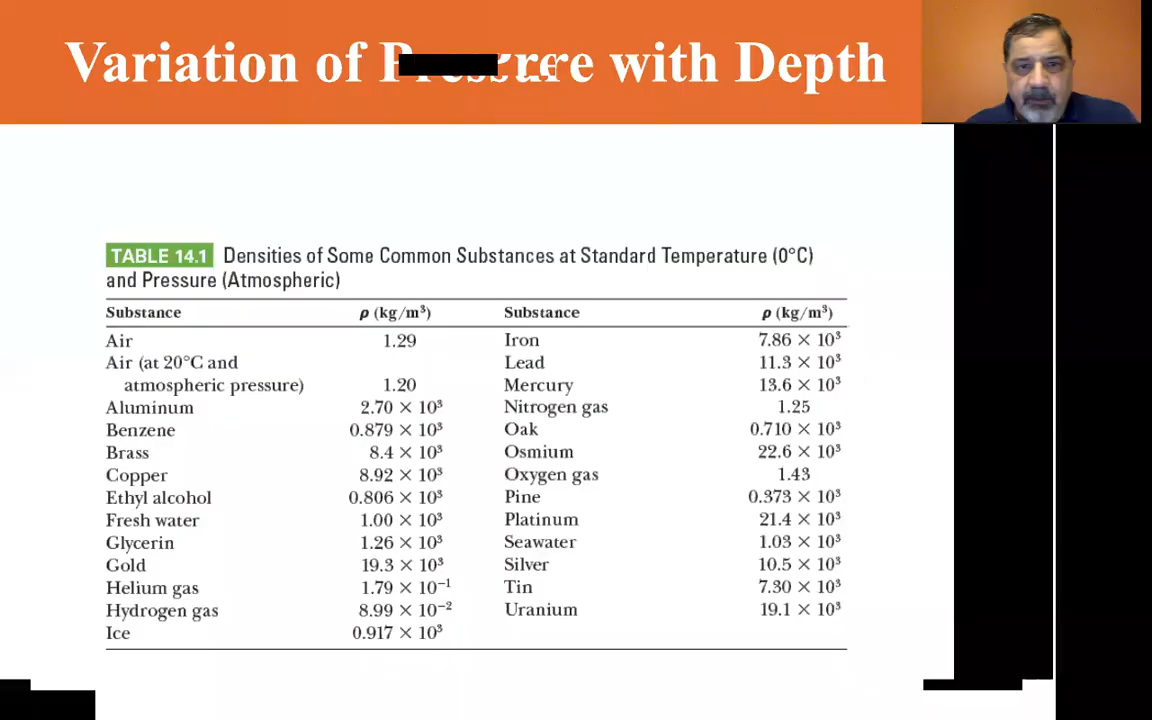 Variation of Pressure with Depth
TABLE 14.1 Densities of Some Common Substances at Standard Temperature (0°C)
and Pressure (Atmospheric)
Substance ρ (kg/m³) Substance ρ (kg/m³)
Air 1.29 Iron 7.86 × 10³
Air (at 20°C and Lead 11.3 × 10³
atmospheric pressure) 1.20 Mercury 13.6 × 10³
Aluminum 2.70 × 10³ Nitrogen gas 1.25
Benzene 0.879 × 10³ Oak 0.710 × 10³
Brass 8.4 × 10³ Osmium 22.6 × 10³
Copper 8.92 × 10³ Oxygen gas 1.43
Ethyl alcohol 0.806 × 10³ Pine 0.373 × 10³
Fresh water 1.00 × 10³ Platinum 21.4 × 10³
Glycerin 1.26 × 10³ Seawater 1.03 × 10³
Gold 19.3 × 10³ Silver 10.5 × 10³
Helium gas 1.79 × 10⁻¹ Tin 7.30 × 10³
Hydrogen gas 8.99 × 10⁻² Uranium 19.1 × 10³
Ice 0.917 × 10³